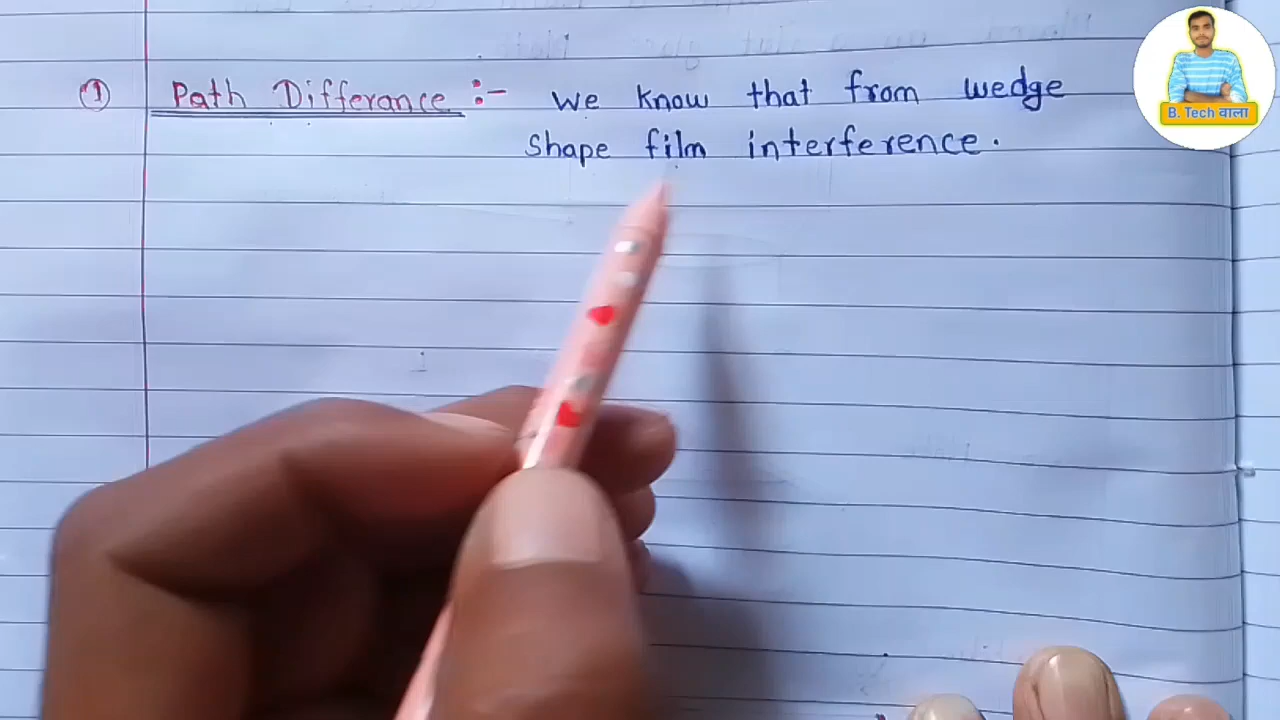 ① Path Differance :- we know that from wedge
shape film interference.
B. Tech वाला